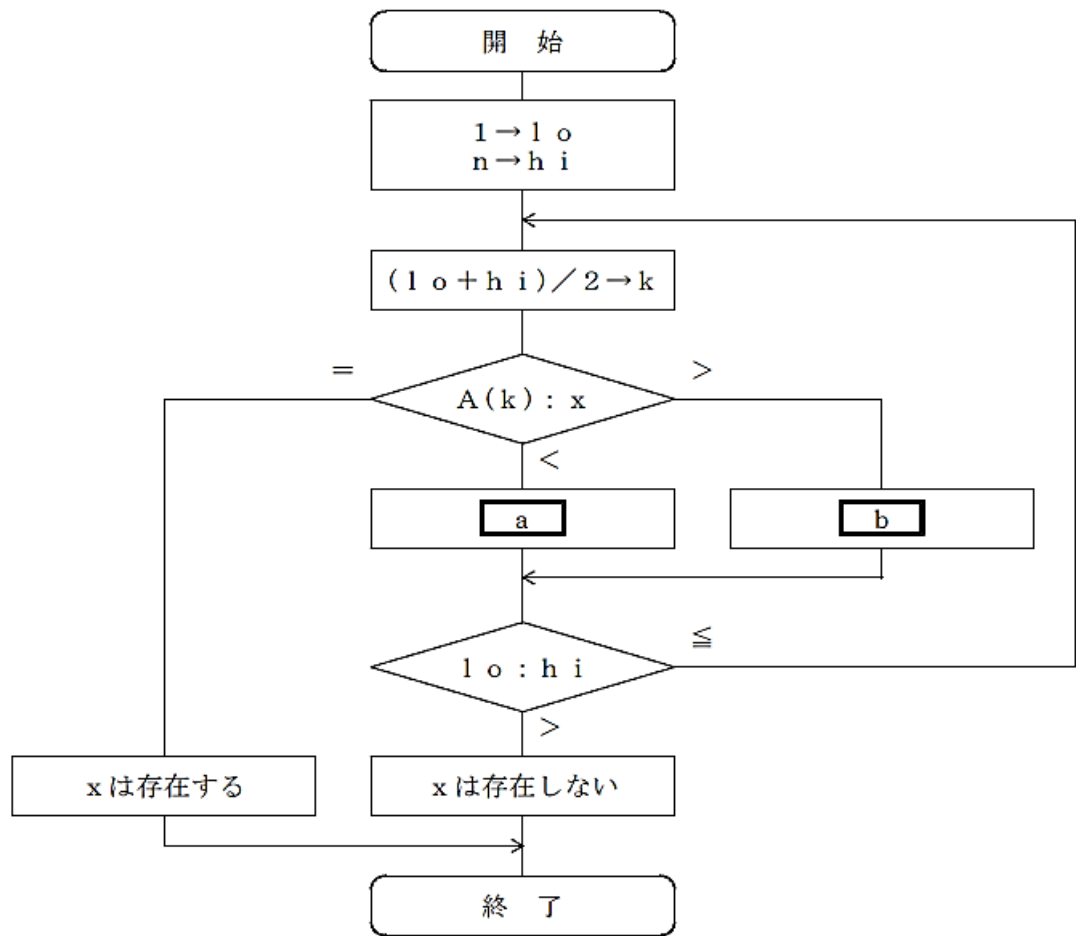 開 始
1→lo
n→hi
(lo+hi)/2→k
= 
A(k):x
>
<
a
b
lo:hi
≦
>
xは存在する
xは存在しない
終 了